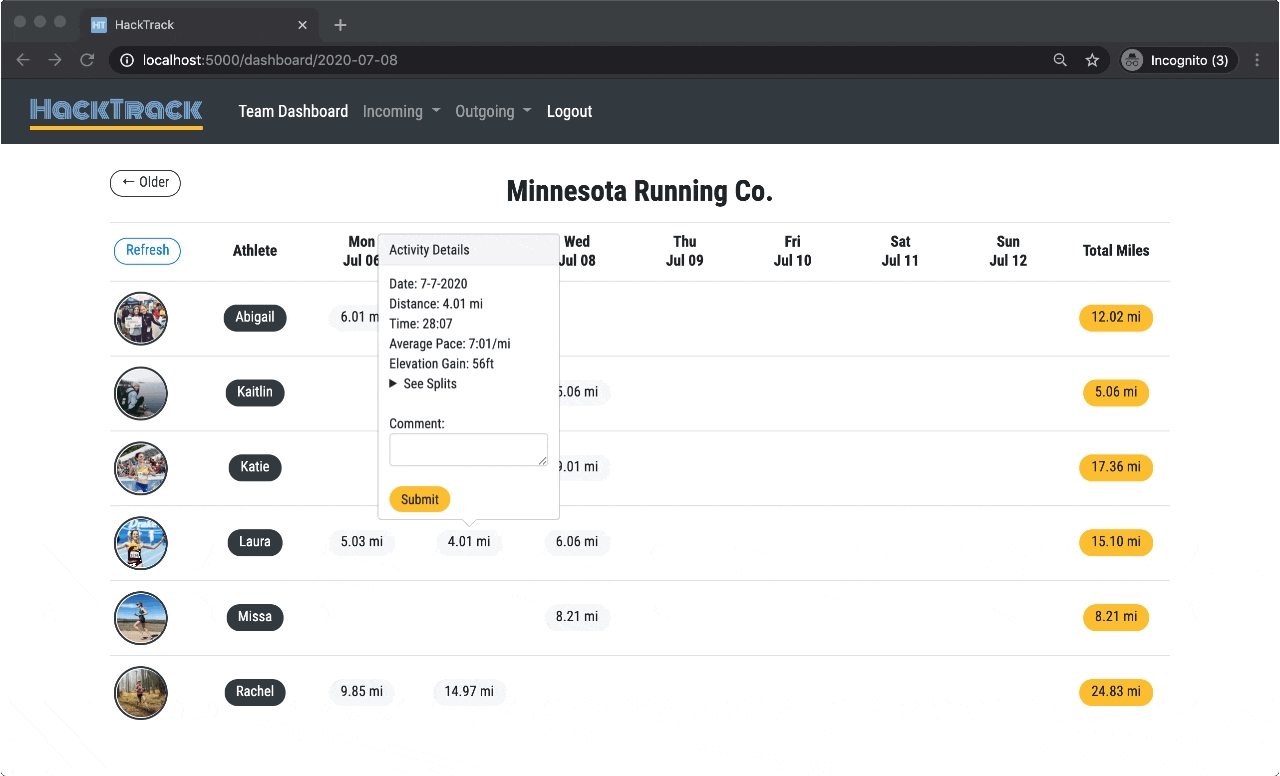 HT HackTrack
localhost:5000/dashboard/2020-07-08
Incognito (3)
HackTrack Team Dashboard Incoming Outgoing Logout
← Older
Minnesota Running Co.
Refresh
Athlete
Mon
Jul 06
Wed
Jul 08
Thu
Jul 09
Fri
Jul 10
Sat
Jul 11
Sun
Jul 12
Total Miles
Activity Details
Date: 7-7-2020
Distance: 4.01 mi
Time: 28:07
Average Pace: 7:01/mi
Elevation Gain: 56ft
See Splits
Comment:
Submit
Abigail 6.01 m 12.02 mi
Kaitlin 5.06 mi 5.06 mi
Katie 9.01 mi 17.36 mi
Laura 5.03 mi 4.01 mi 6.06 mi 15.10 mi
Missa 8.21 mi 8.21 mi
Rachel 9.85 mi 14.97 mi 24.83 mi